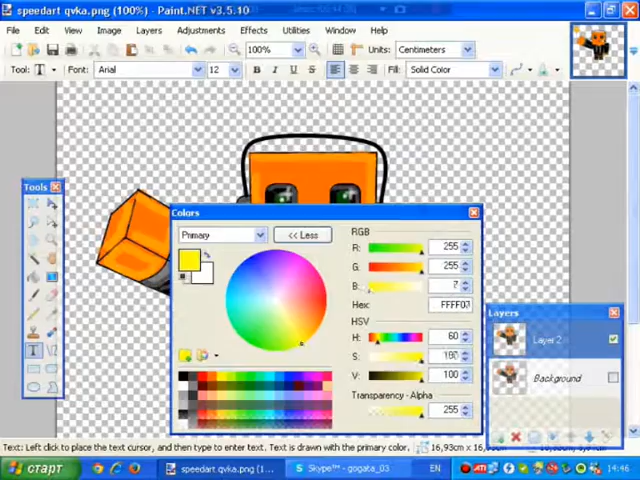 speedart qvka.png (100%) - Paint.NET v3.5.10
File Edit View Image Layers Adjustments Effects Utilities Window Help
100% Units: Centimeters
Tool: T Font: Arial 12 B I U S Fill: Solid Color
Tools
Colors
Primary
<< Less
RGB
R: 255
G: 255
B: 7
Hex: FFFF07
HSV
H: 60
S: 100
V: 100
Transparency - Alpha
255
Layers
Layer 2
Background
Text: Left click to place the text cursor, and then type to enter text. Text is drawn with the primary color.
старт
speedart qvka.png (1...
Skype™ - gogata_03
EN
14:46